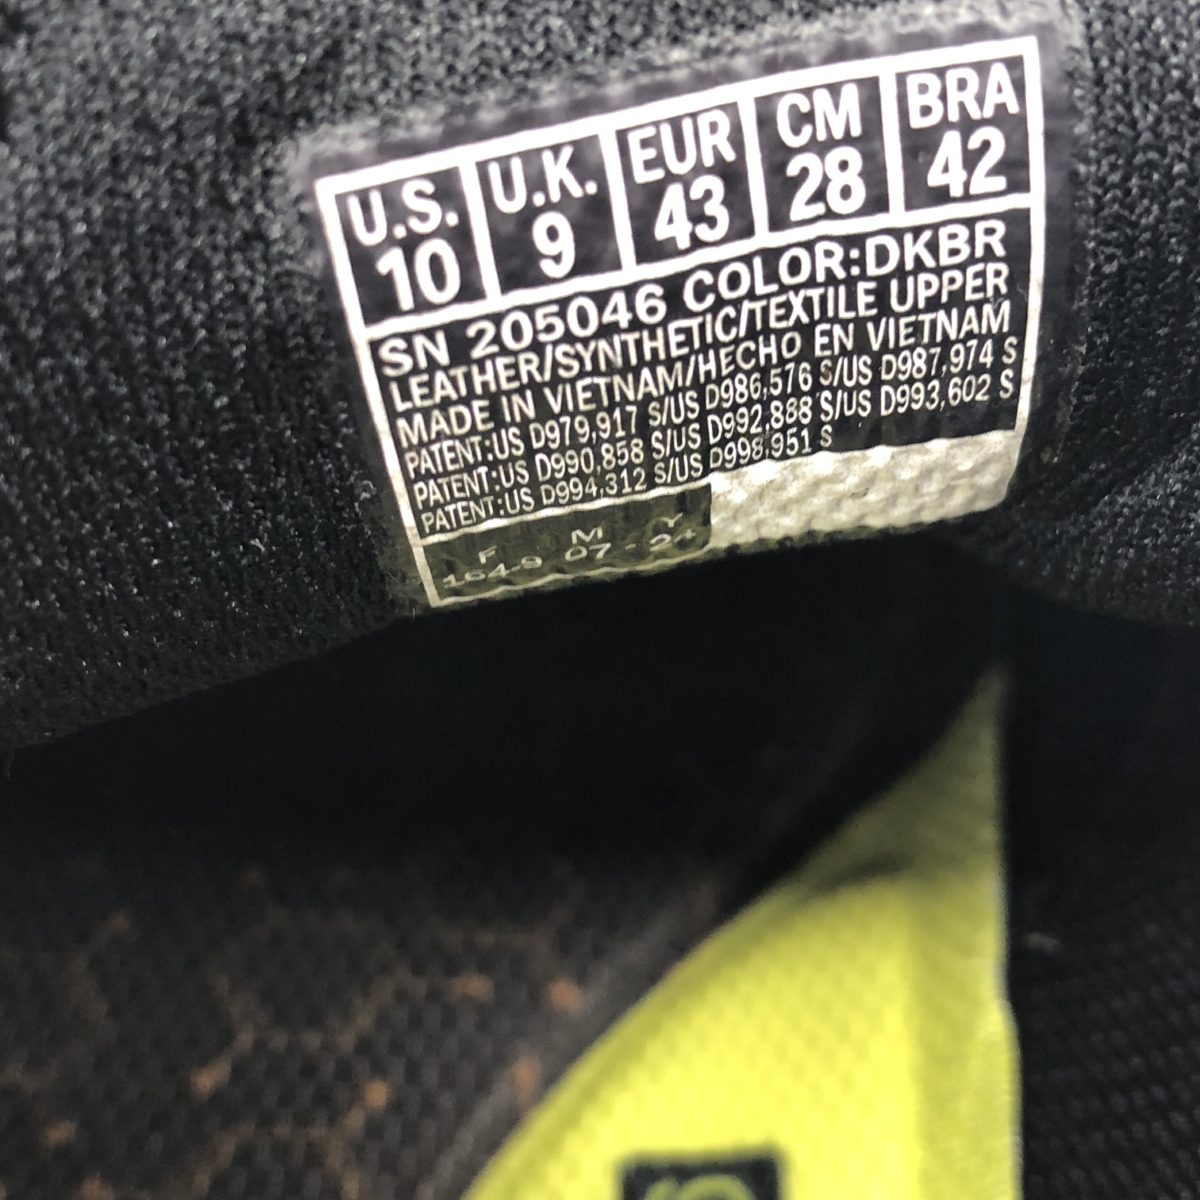 U.S. U.K. EUR CM BRA
10 9 43 28 42
SN 205046 COLOR:DKBR
LEATHER/SYNTHETIC/TEXTILE UPPER
MADE IN VIETNAM/HECHO EN VIETNAM
PATENT:US D979,917 S/US D986,576 S/US D987,974 S
PATENT:US D990,858 S/US D992,888 S/US D993,602 S
PATENT:US D994,312 S/US D998,951 S
F M Y
07 - 24